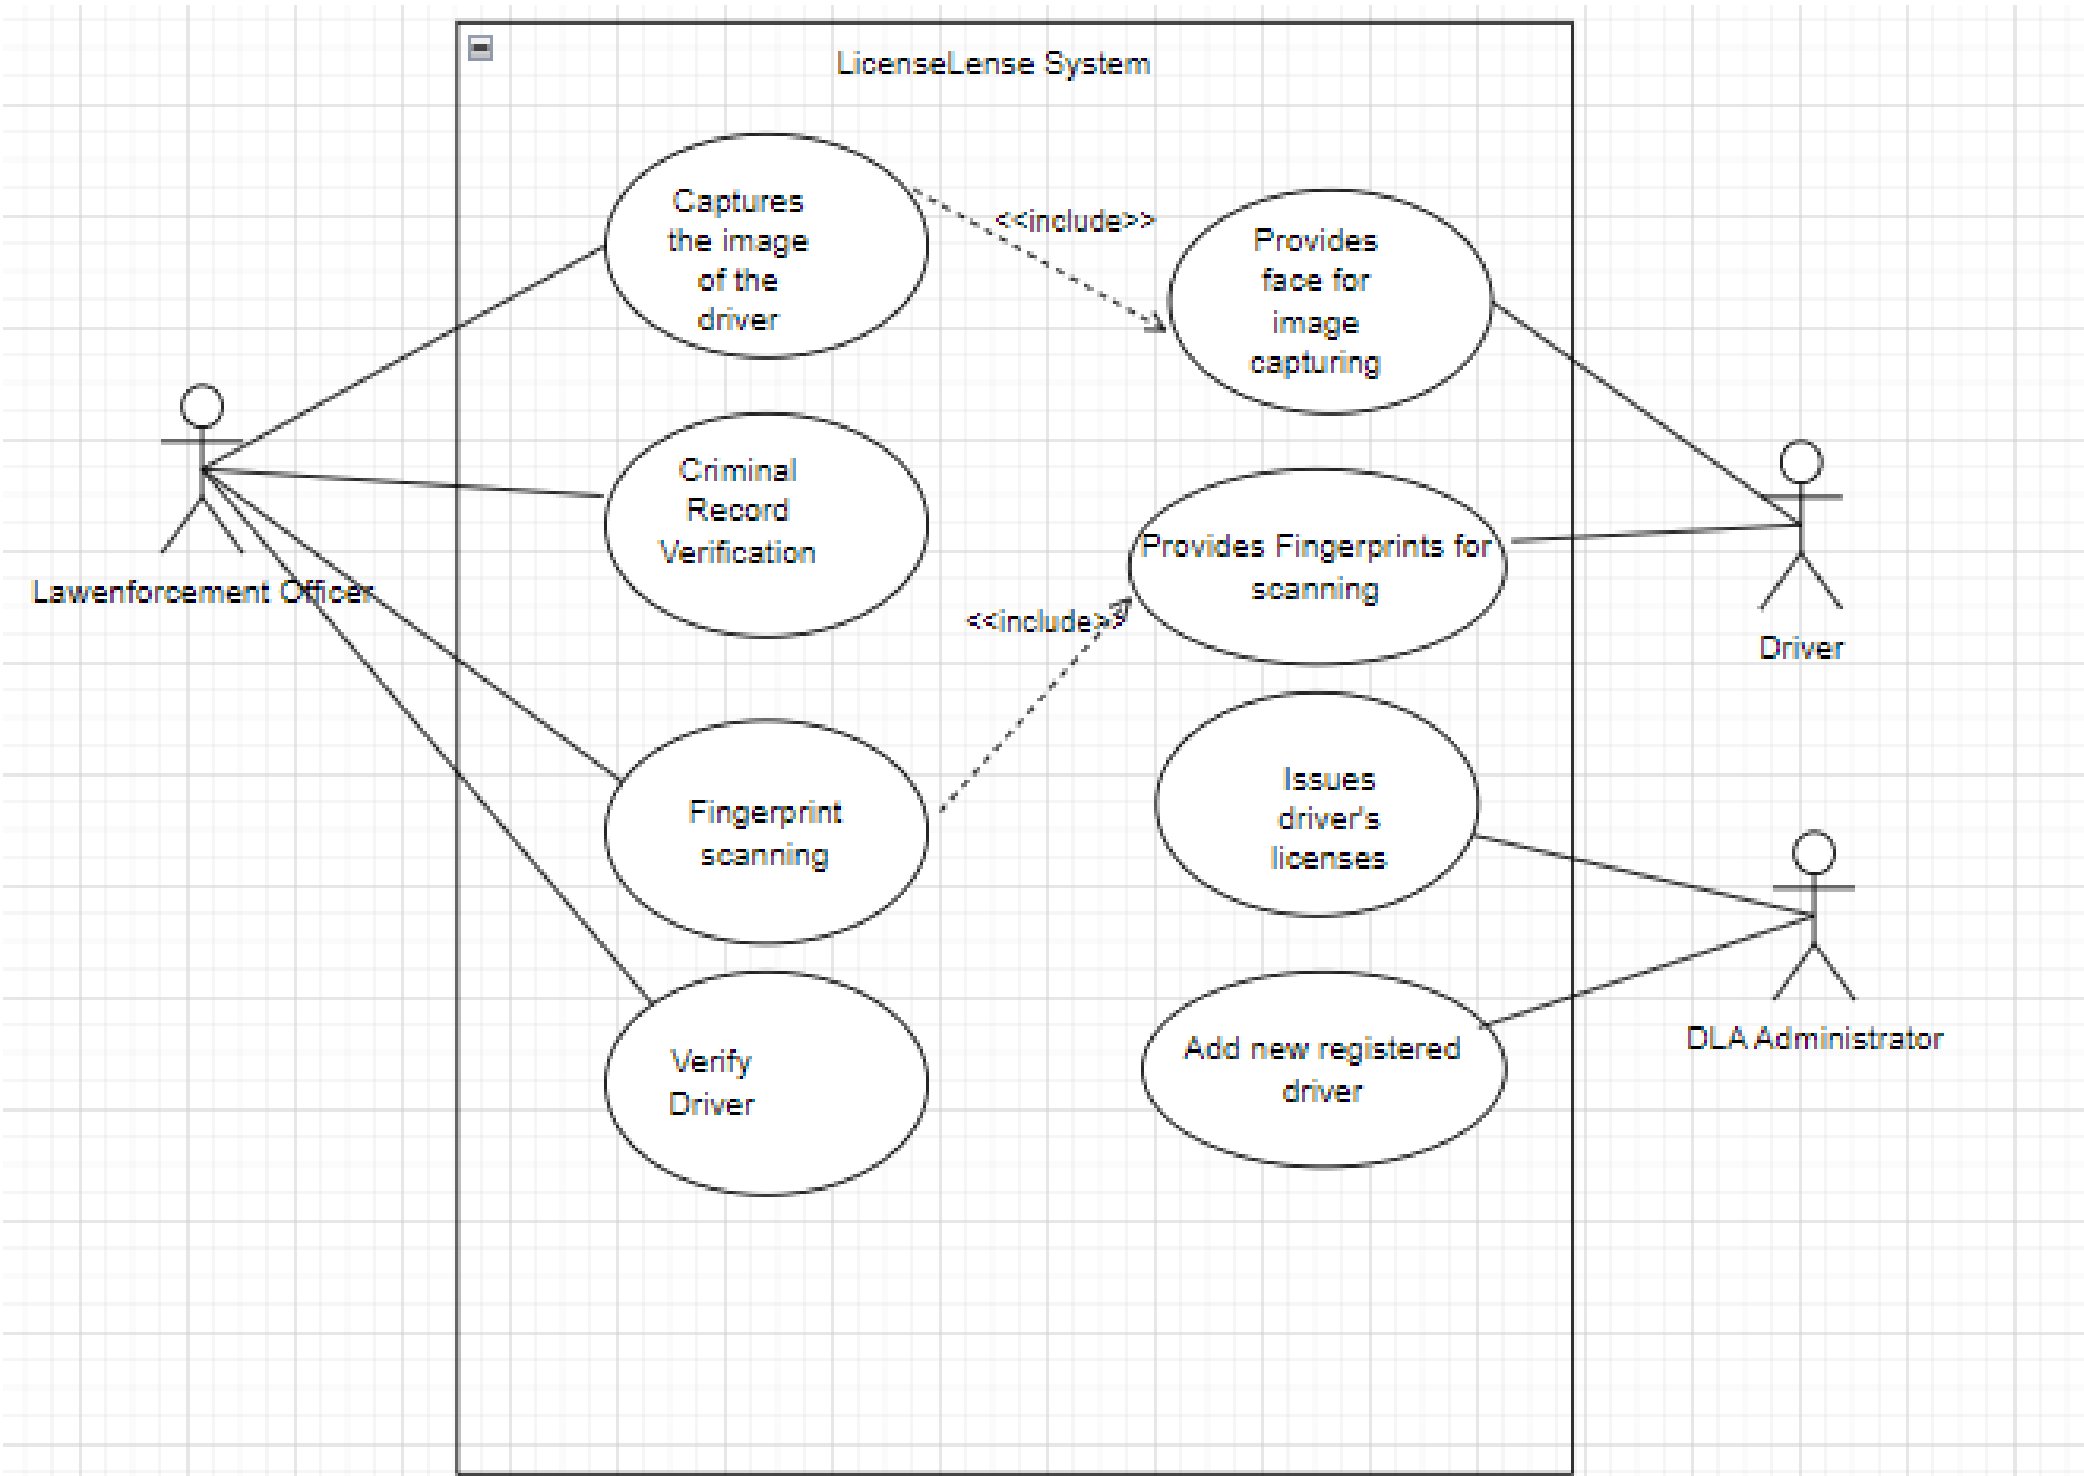 LicenseLense System
Captures
the image
of the
driver
<<include>>
Provides
face for
image
capturing
Criminal
Record
Verification
Lawenforcement Officer
Provides Fingerprints for
scanning
<<include>>
Driver
Fingerprint
scanning
Issues
driver's
licenses
Verify
Driver
Add new registered
driver
DLA Administrator